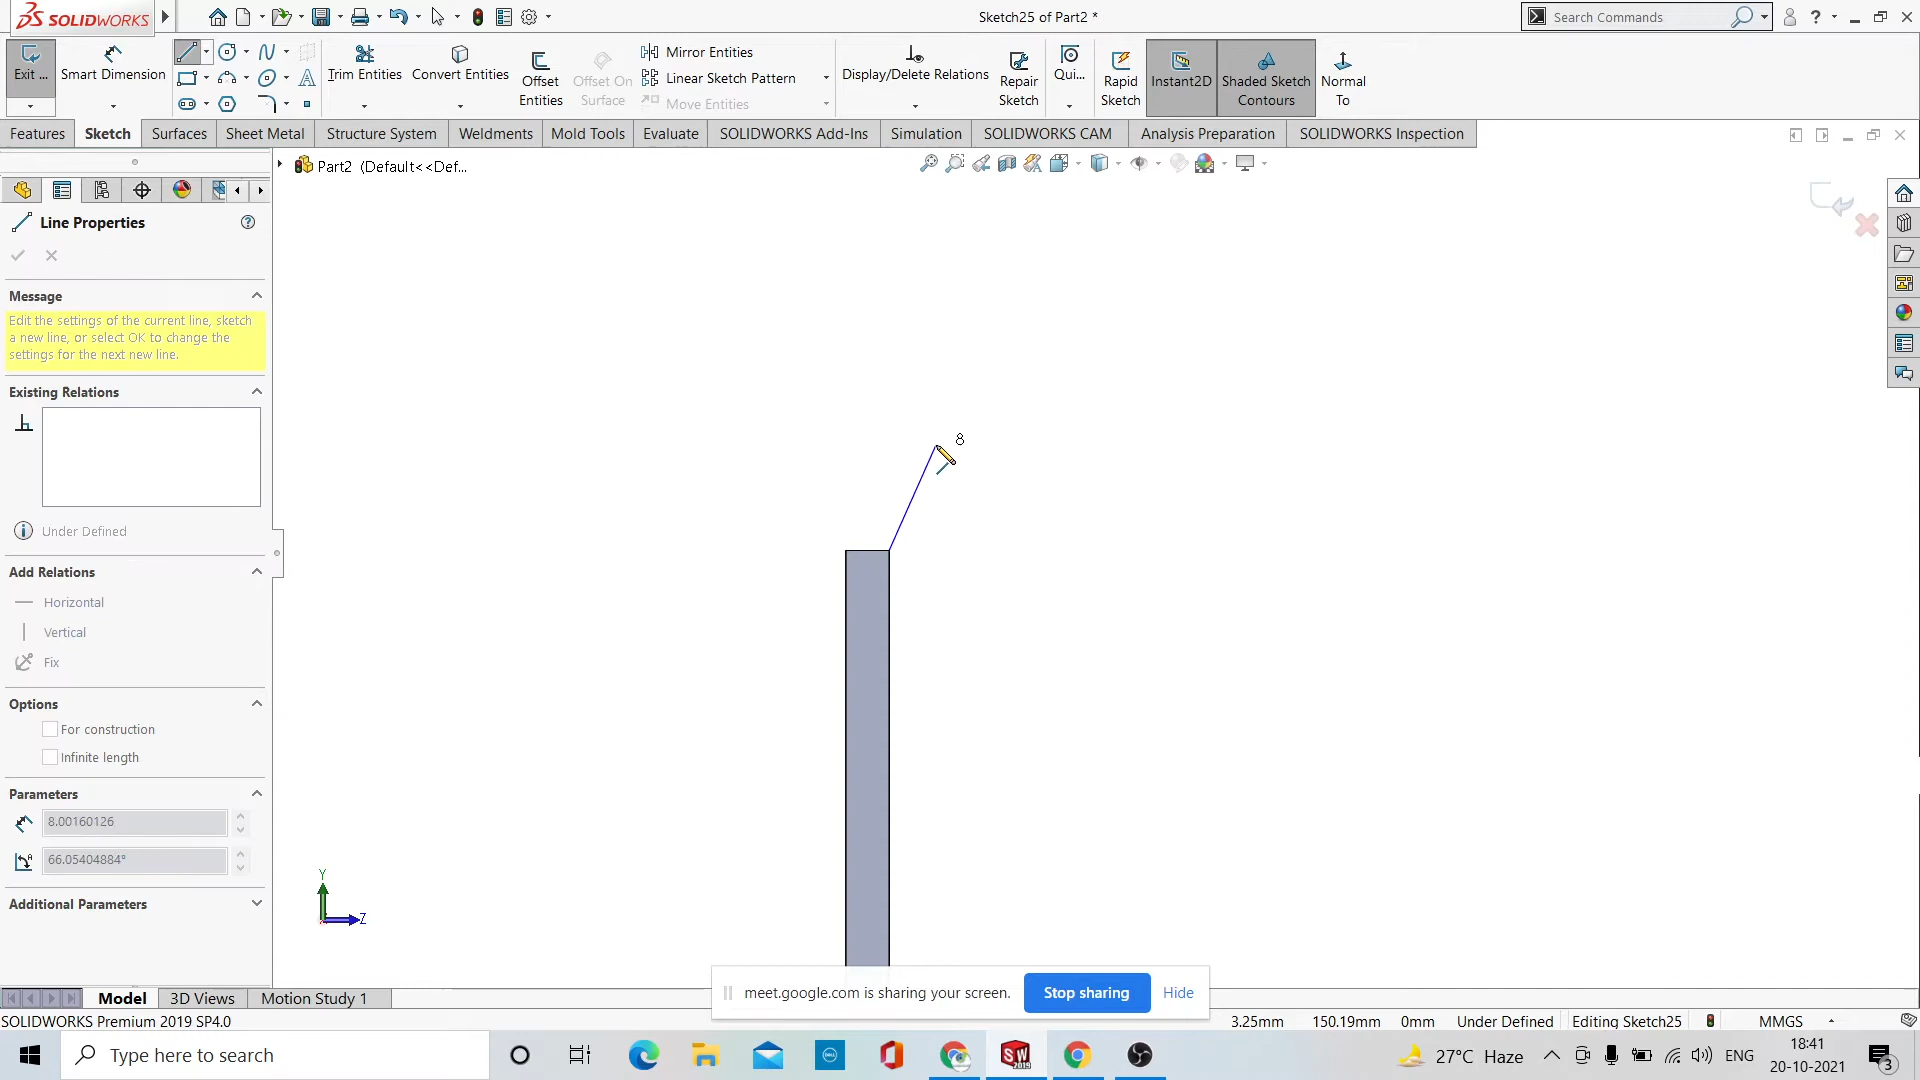 SOLIDWORKS
Sketch25 of Part2 *
Search Commands
Exit ...
Smart Dimension
Trim Entities
Convert Entities
Offset Entities
Offset On Surface
Mirror Entities
Linear Sketch Pattern
Move Entities
Display/Delete Relations
Repair Sketch
Qui...
Rapid Sketch
Instant2D
Shaded Sketch Contours
Normal To
Features
Sketch
Surfaces
Sheet Metal
Structure System
Weldments
Mold Tools
Evaluate
SOLIDWORKS Add-Ins
Simulation
SOLIDWORKS CAM
Analysis Preparation
SOLIDWORKS Inspection
Part2 (Default<<Def...
Line Properties
Message
Edit the settings of the current line, sketch
a new line, or select OK to change the
settings for the next new line.
Existing Relations
Under Defined
Add Relations
Horizontal
Vertical
Fix
Options
For construction
Infinite length
Parameters
8.00160126
66.05404884°
Additional Parameters
8
Y
Z
Model
3D Views
Motion Study 1
meet.google.com is sharing your screen.
Stop sharing
Hide
SOLIDWORKS Premium 2019 SP4.0
3.25mm
150.19mm
0mm
Under Defined
Editing Sketch25
MMGS
Type here to search
27°C Haze
ENG
18:41
20-10-2021
3